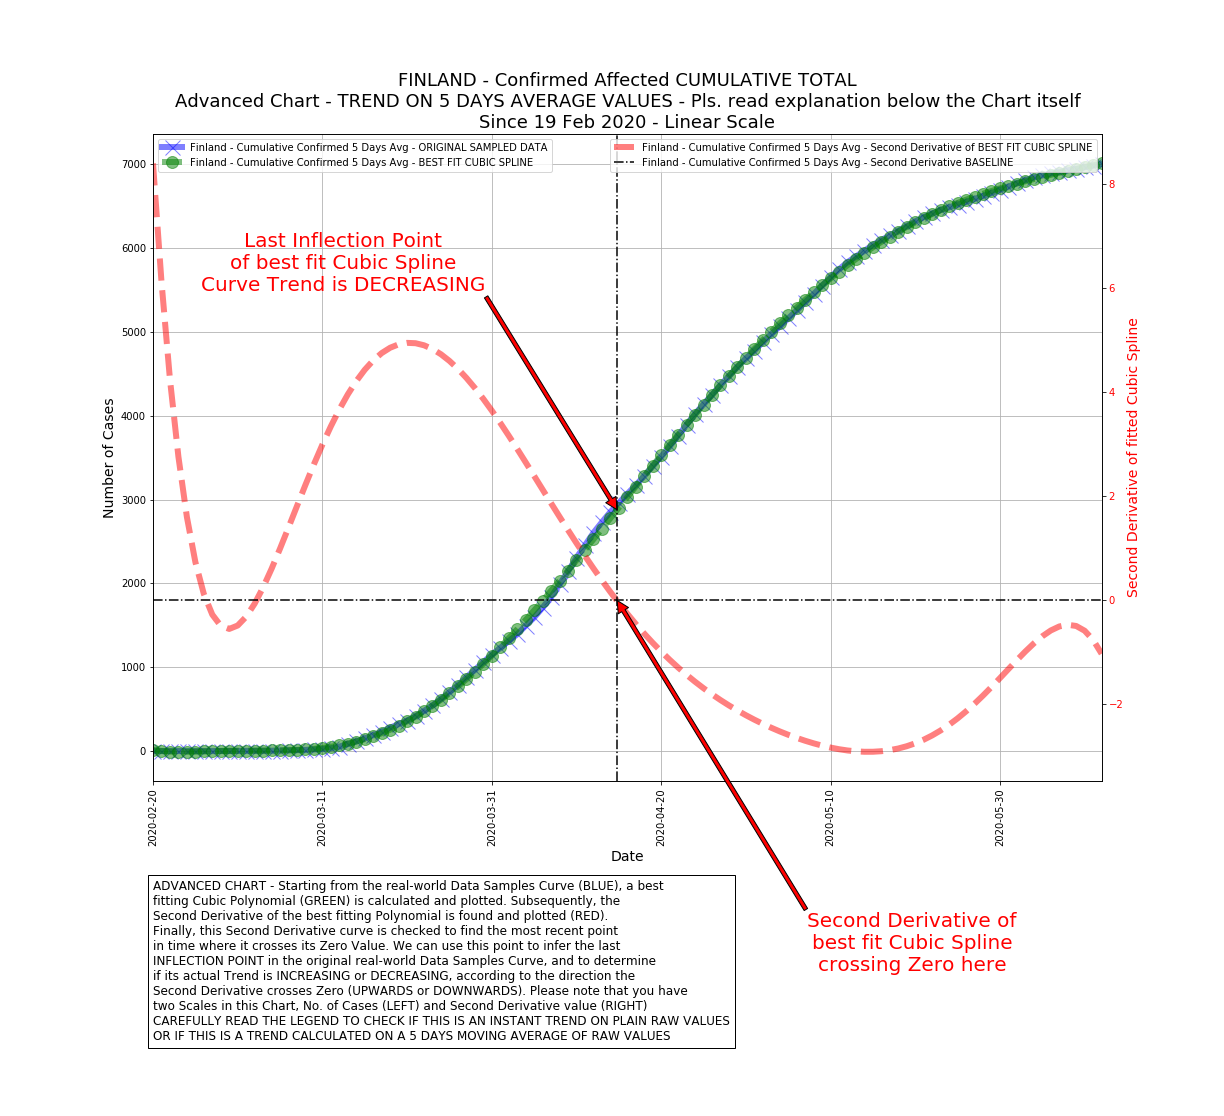 FINLAND - Confirmed Affected CUMULATIVE TOTAL
Advanced Chart - TREND ON 5 DAYS AVERAGE VALUES - Pls. read explanation below the Chart itself
Since 19 Feb 2020 - Linear Scale
Finland - Cumulative Confirmed 5 Days Avg - ORIGINAL SAMPLED DATA
Finland - Cumulative Confirmed 5 Days Avg - BEST FIT CUBIC SPLINE
Finland - Cumulative Confirmed 5 Days Avg - Second Derivative of BEST FIT CUBIC SPLINE
Finland - Cumulative Confirmed 5 Days Avg - Second Derivative BASELINE
Last Inflection Point
of best fit Cubic Spline
Curve Trend is DECREASING
Number of Cases
7000
6000
5000
4000
3000
2000
1000
0
8
6
4
2
0
−2
Second Derivative of fitted Cubic Spline
2020-02-20
2020-03-11
2020-03-31
2020-04-20
2020-05-10
2020-05-30
Date
Second Derivative of
best fit Cubic Spline
crossing Zero here
ADVANCED CHART - Starting from the real-world Data Samples Curve (BLUE), a best
fitting Cubic Polynomial (GREEN) is calculated and plotted. Subsequently, the
Second Derivative of the best fitting Polynomial is found and plotted (RED).
Finally, this Second Derivative curve is checked to find the most recent point
in time where it crosses its Zero Value. We can use this point to infer the last
INFLECTION POINT in the original real-world Data Samples Curve, and to determine
if its actual Trend is INCREASING or DECREASING, according to the direction the
Second Derivative crosses Zero (UPWARDS or DOWNWARDS). Please note that you have
two Scales in this Chart, No. of Cases (LEFT) and Second Derivative value (RIGHT)
CAREFULLY READ THE LEGEND TO CHECK IF THIS IS AN INSTANT TREND ON PLAIN RAW VALUES
OR IF THIS IS A TREND CALCULATED ON A 5 DAYS MOVING AVERAGE OF RAW VALUES